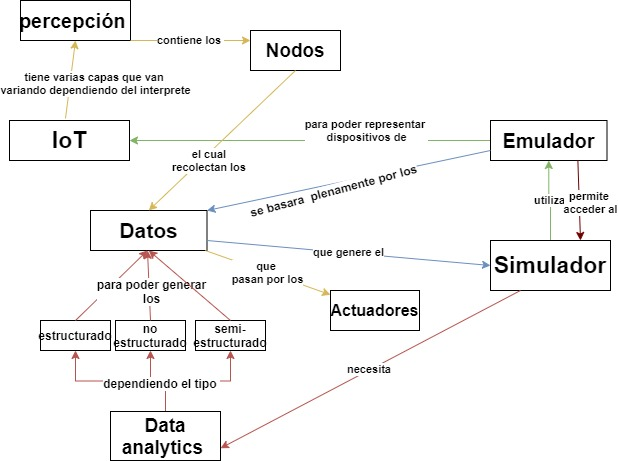 percepción
contiene los
Nodos
tiene varias capas que van
variando dependiendo del interprete
IoT
para poder representar
dispositivos de
Emulador
el cual
recolectan los
se basara plenamente por los
utiliza
permite
acceder al
Datos
que genere el
Simulador
que
pasan por los
para poder generar
los
Actuadores
estructurado
no
estructurado
semi-
estructurado
dependiendo el tipo
necesita
Data
analytics